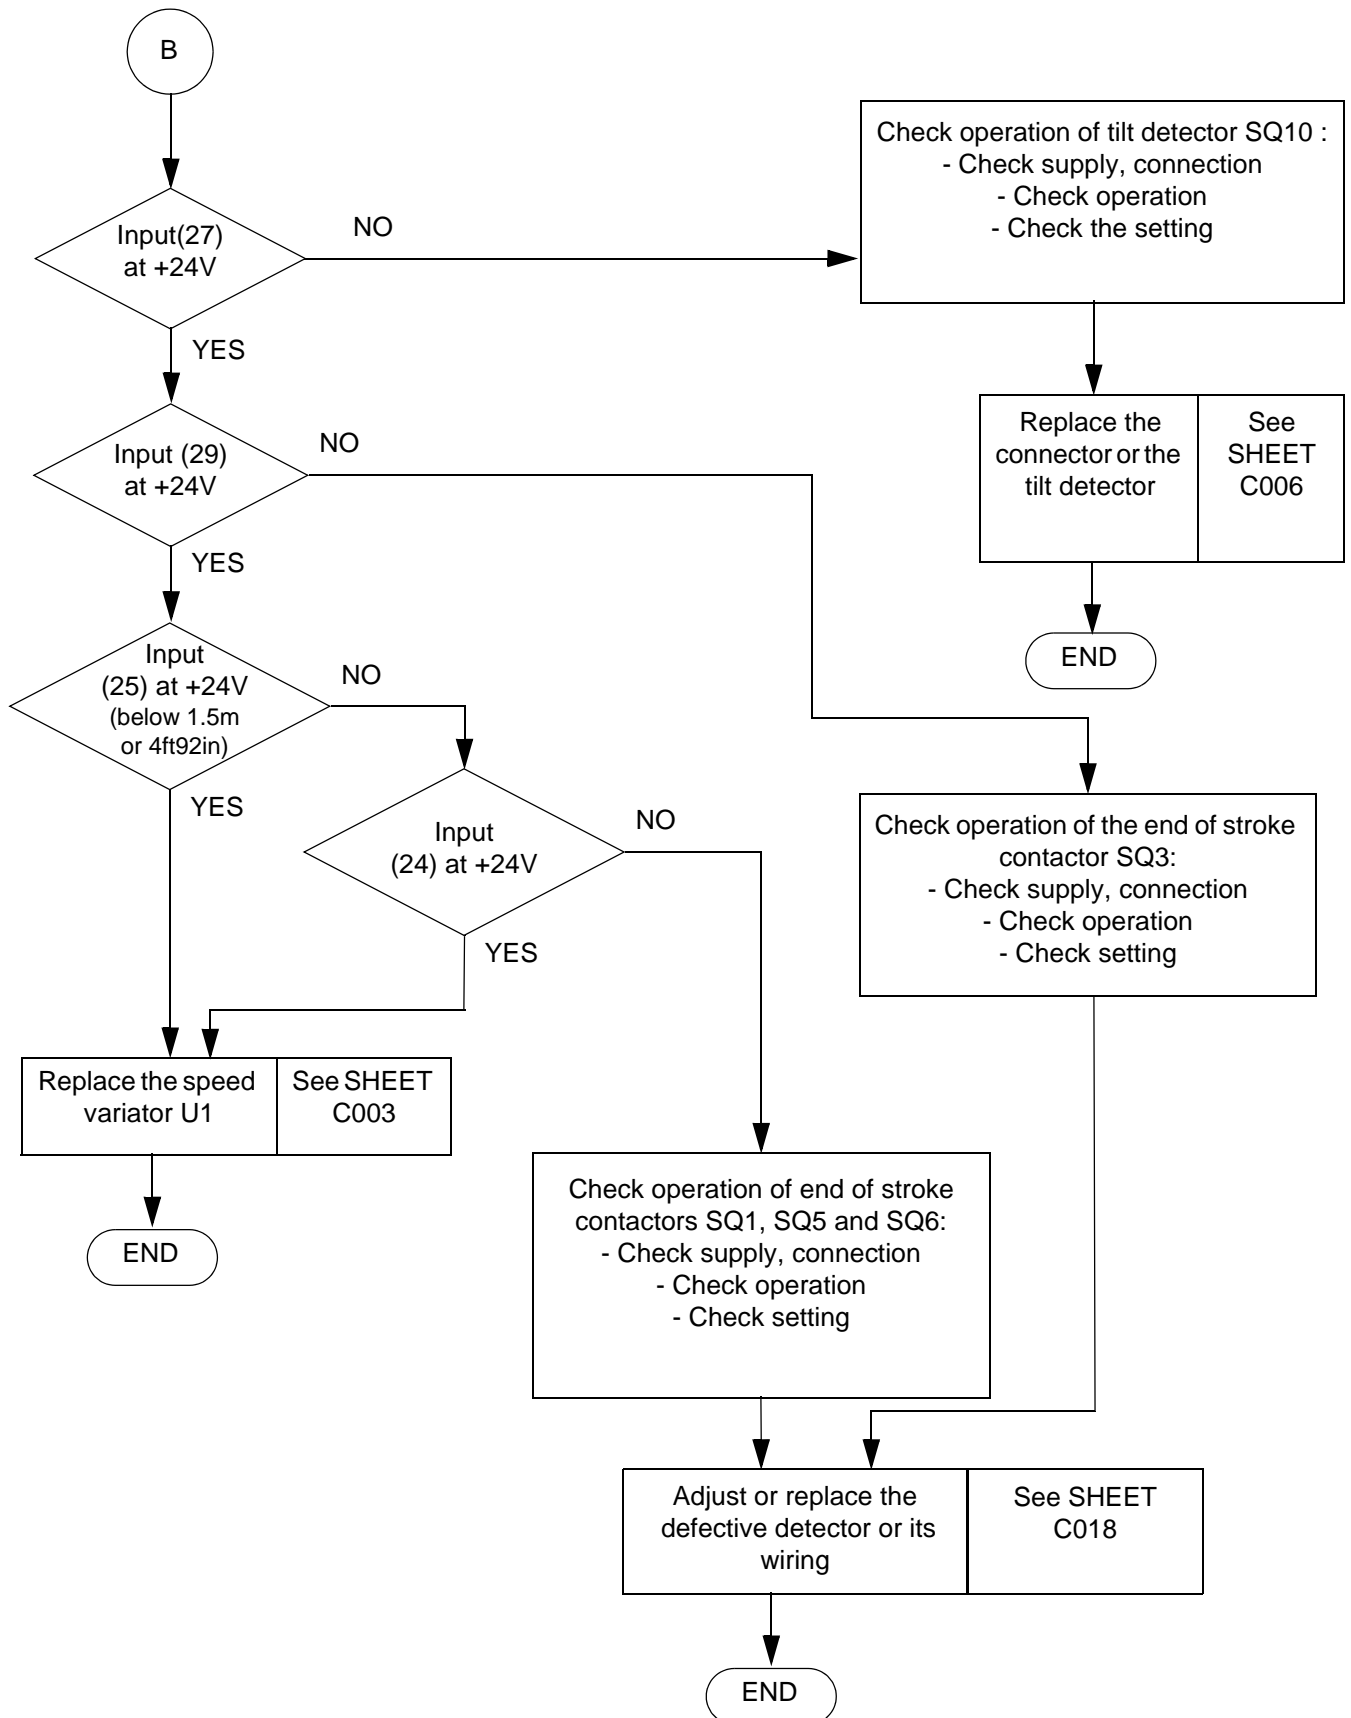 B
Check operation of tilt detector SQ10 :
- Check supply, connection
- Check operation
- Check the setting
Input(27)
at +24V
NO
YES
Replace the
connector or the
tilt detector
See
SHEET
C006
END
Input (29)
at +24V
NO
YES
Input
(25) at +24V
(below 1.5m
or 4ft92in)
NO
YES
Input
(24) at +24V
NO
YES
Check operation of the end of stroke
contactor SQ3:
- Check supply, connection
- Check operation
- Check setting
Replace the speed
variator U1
See SHEET
C003
END
Check operation of end of stroke
contactors SQ1, SQ5 and SQ6:
- Check supply, connection
- Check operation
- Check setting
Adjust or replace the
defective detector or its
wiring
See SHEET
C018
END